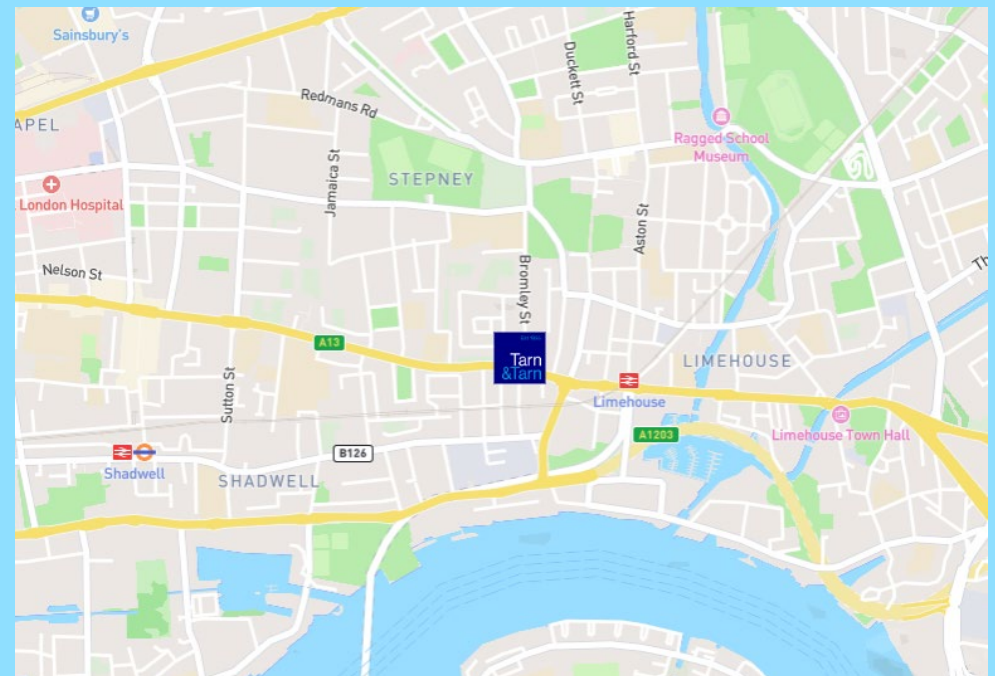 Sainsbury's
Harford St
Duckett St
Redmans Rd
APEL
Ragged School
Museum
STEPNEY
Jamaica St
London Hospital
Aston St
Nelson St
Bromley St
Th
A13
Tarn
&Tarn
LIMEHOUSE
Sutton St
Limehouse
A1203
Limehouse Town Hall
B126
Shadwell
SHADWELL